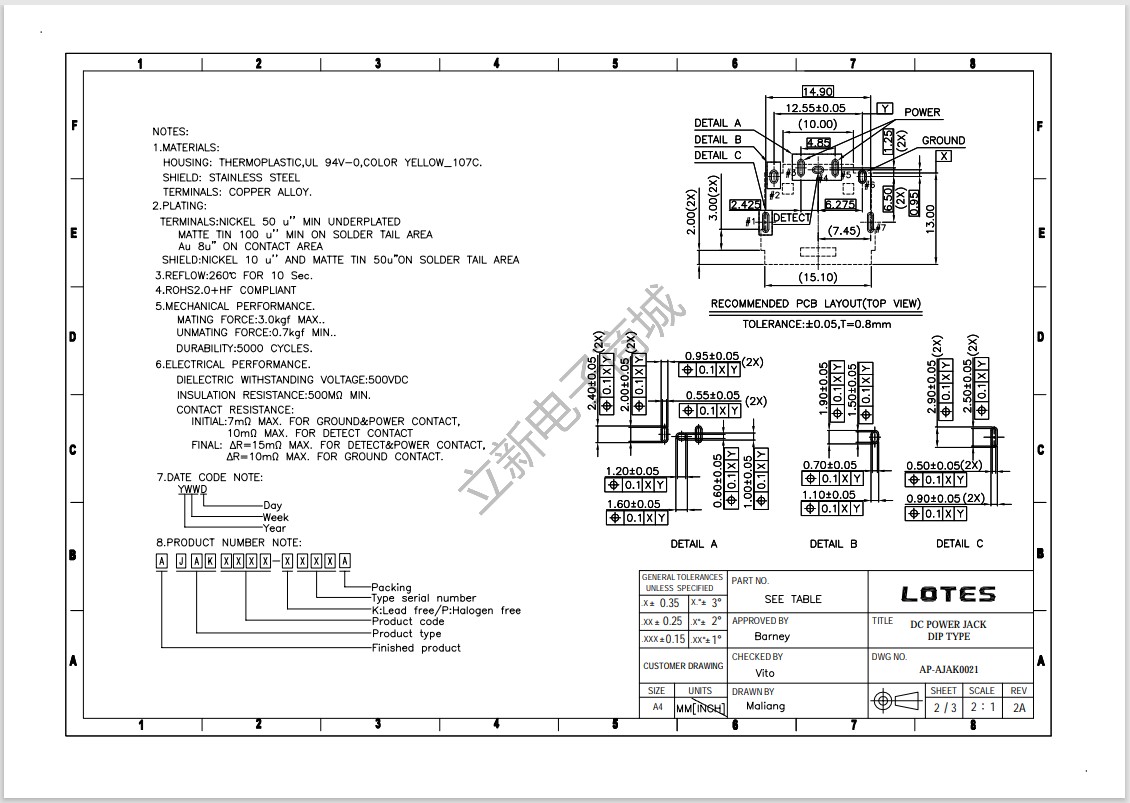 1 2 3 4 5 6 7 8
F
E
D
C
B
A
NOTES:
1.MATERIALS:
HOUSING: THERMOPLASTIC,UL 94V-0,COLOR YELLOW_107C.
SHIELD: STAINLESS STEEL
TERMINALS: COPPER ALLOY.
2.PLATING:
TERMINALS:NICKEL 50 u'' MIN UNDERPLATED
MATTE TIN 100 u'' MIN ON SOLDER TAIL AREA
Au 8u" ON CONTACT AREA
SHIELD:NICKEL 10 u'' AND MATTE TIN 50u"ON SOLDER TAIL AREA
3.REFLOW:260℃ FOR 10 Sec.
4.ROHS2.0+HF COMPLIANT
5.MECHANICAL PERFORMANCE.
MATING FORCE:3.0kgf MAX..
UNMATING FORCE:0.7kgf MIN..
DURABILITY:5000 CYCLES.
6.ELECTRICAL PERFORMANCE.
DIELECTRIC WITHSTANDING VOLTAGE:500VDC
INSULATION RESISTANCE:500MΩ MIN.
CONTACT RESISTANCE:
INITIAL:7mΩ MAX. FOR GROUND&POWER CONTACT,
10mΩ MAX. FOR DETECT CONTACT
FINAL: ΔR=15mΩ MAX. FOR DETECT&POWER CONTACT,
ΔR=10mΩ MAX. FOR GROUND CONTACT.
7.DATE CODE NOTE:
YWWD
Day
Week
Year
8.PRODUCT NUMBER NOTE:
A J A K X X X X - X X X X X A
Packing
Type serial number
K:Lead free/P:Halogen free
Product code
Product type
Finished product
14.90
12.55±0.05
Y
(10.00)
POWER
4.85
1.25 (2X)
GROUND
X
DETAIL A
DETAIL B
DETAIL C
#3
#4
#5
#6
#2
#1
#7
2.00(2X)
3.00(2X)
2.425
DETECT
6.275
6.50 (2X)
0.95
13.00
(7.45)
(15.10)
RECOMMENDED PCB LAYOUT(TOP VIEW)
TOLERANCE:±0.05,T=0.8mm
立新电子商城
2.40±0.05 (2X)
⌖ 0.1 X Y
2.00±0.05 (2X)
⌖ 0.1 X Y
0.95±0.05 (2X)
⌖ 0.1 X Y
0.55±0.05 (2X)
⌖ 0.1 X Y
1.20±0.05
⌖ 0.1 X Y
1.60±0.05
⌖ 0.1 X Y
0.60±0.05
⌖ 0.1 X Y
1.00±0.05
⌖ 0.1 X Y
DETAIL A
1.90±0.05
⌖ 0.1 X Y
1.50±0.05
⌖ 0.1 X Y
0.70±0.05
⌖ 0.1 X Y
1.10±0.05
⌖ 0.1 X Y
DETAIL B
2.90±0.05 (2X)
⌖ 0.1 X Y
2.50±0.05 (2X)
⌖ 0.1 X Y
0.50±0.05(2X)
⌖ 0.1 X Y
0.90±0.05 (2X)
⌖ 0.1 X Y
DETAIL C
GENERAL TOLERANCES
UNLESS SPECIFIED
.X± 0.35 X.°± 3°
.XX ± 0.25 .X°± 2°
.XXX±0.15 .XX°± 1°
CUSTOMER DRAWING
SIZE UNITS
A4 MM[INCH]
PART NO.
SEE TABLE
APPROVED BY
Barney
CHECKED BY
Vito
DRAWN BY
Maliang
LOTES
TITLE DC POWER JACK
DIP TYPE
DWG NO.
AP-AJAK0021
SHEET SCALE REV
2 / 3 2 : 1 2A
F
E
D
C
B
A
1 2 3 4 5 6 7 8